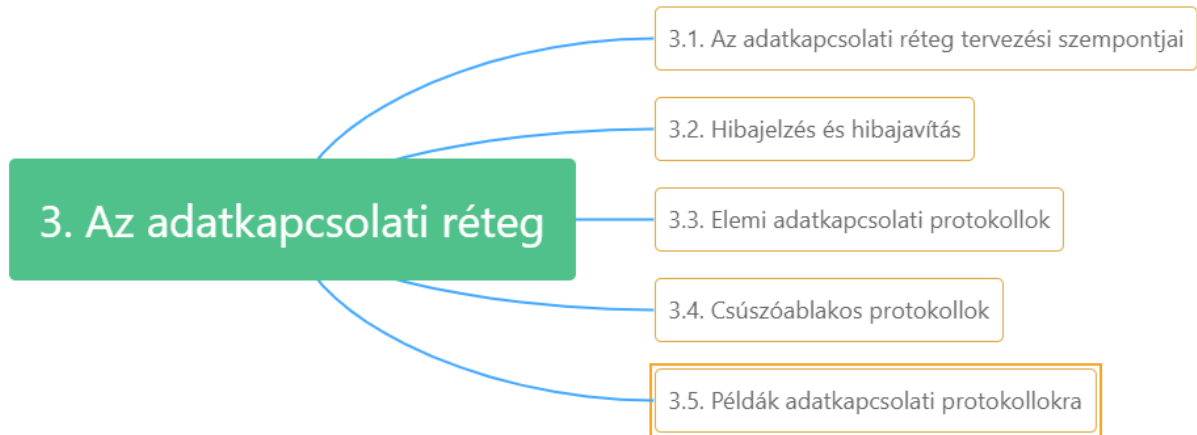 3. Az adatkapcsolati réteg
3.1. Az adatkapcsolati réteg tervezési szempontjai
3.2. Hibajelzés és hibajavítás
3.3. Elemi adatkapcsolati protokollok
3.4. Csúszóablakos protokollok
3.5. Példák adatkapcsolati protokollokra